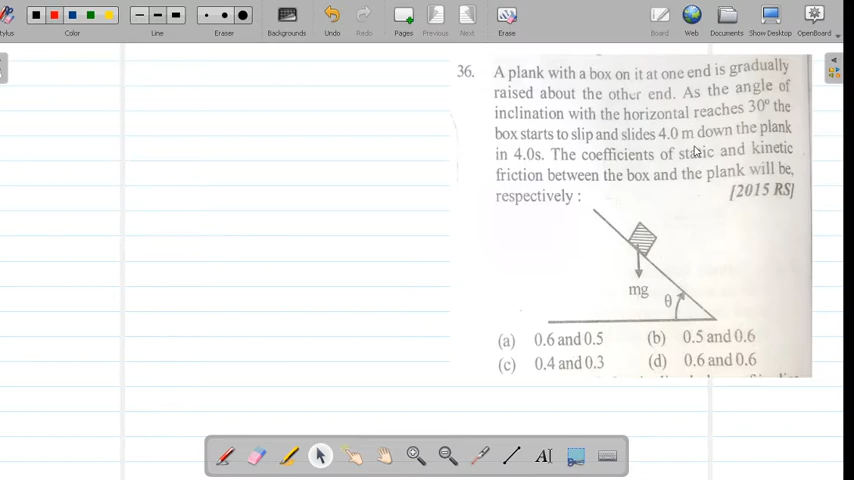 Stylus
Color
Line
Eraser
Backgrounds
Undo
Redo
Pages
Previous
Next
Erase
Board
Web
Documents
Show Desktop
OpenBoard
36. A plank with a box on it at one end is gradually
raised about the other end. As the angle of
inclination with the horizontal reaches 30° the
box starts to slip and slides 4.0 m down the plank
in 4.0s. The coefficients of static and kinetic
friction between the box and the plank will be,
respectively : [2015 RS]
mg
θ
(a) 0.6 and 0.5 (b) 0.5 and 0.6
(c) 0.4 and 0.3 (d) 0.6 and 0.6